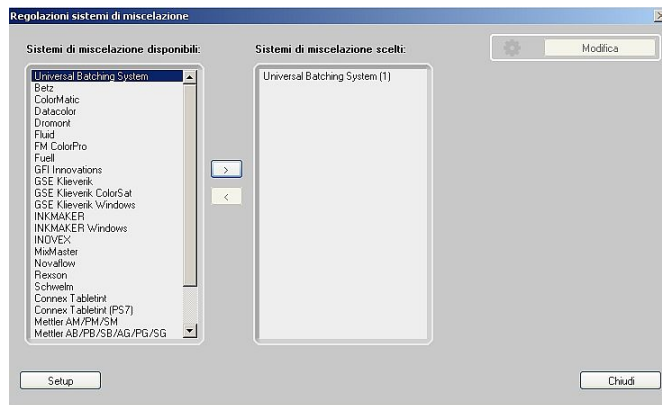 Regolazioni sistemi di miscelazione
Sistemi di miscelazione disponibili:
Universal Batching System
Betz
ColorMatic
Datacolor
Dromont
Fluid
FM ColorPro
Fuell
GFI Innovations
GSE Klieverik
GSE Klieverik ColorSat
GSE Klieverik Windows
INKMAKER
INKMAKER Windows
INOVEX
MixMaster
Novaflow
Rexson
Schwelm
Connex Tabletint
Connex Tabletint (PS7)
Mettler AM/PM/SM
Mettler AB/PB/SB/AG/PG/SG
>
<
Sistemi di miscelazione scelti:
Universal Batching System (1)
Modifica
Setup
Chiudi